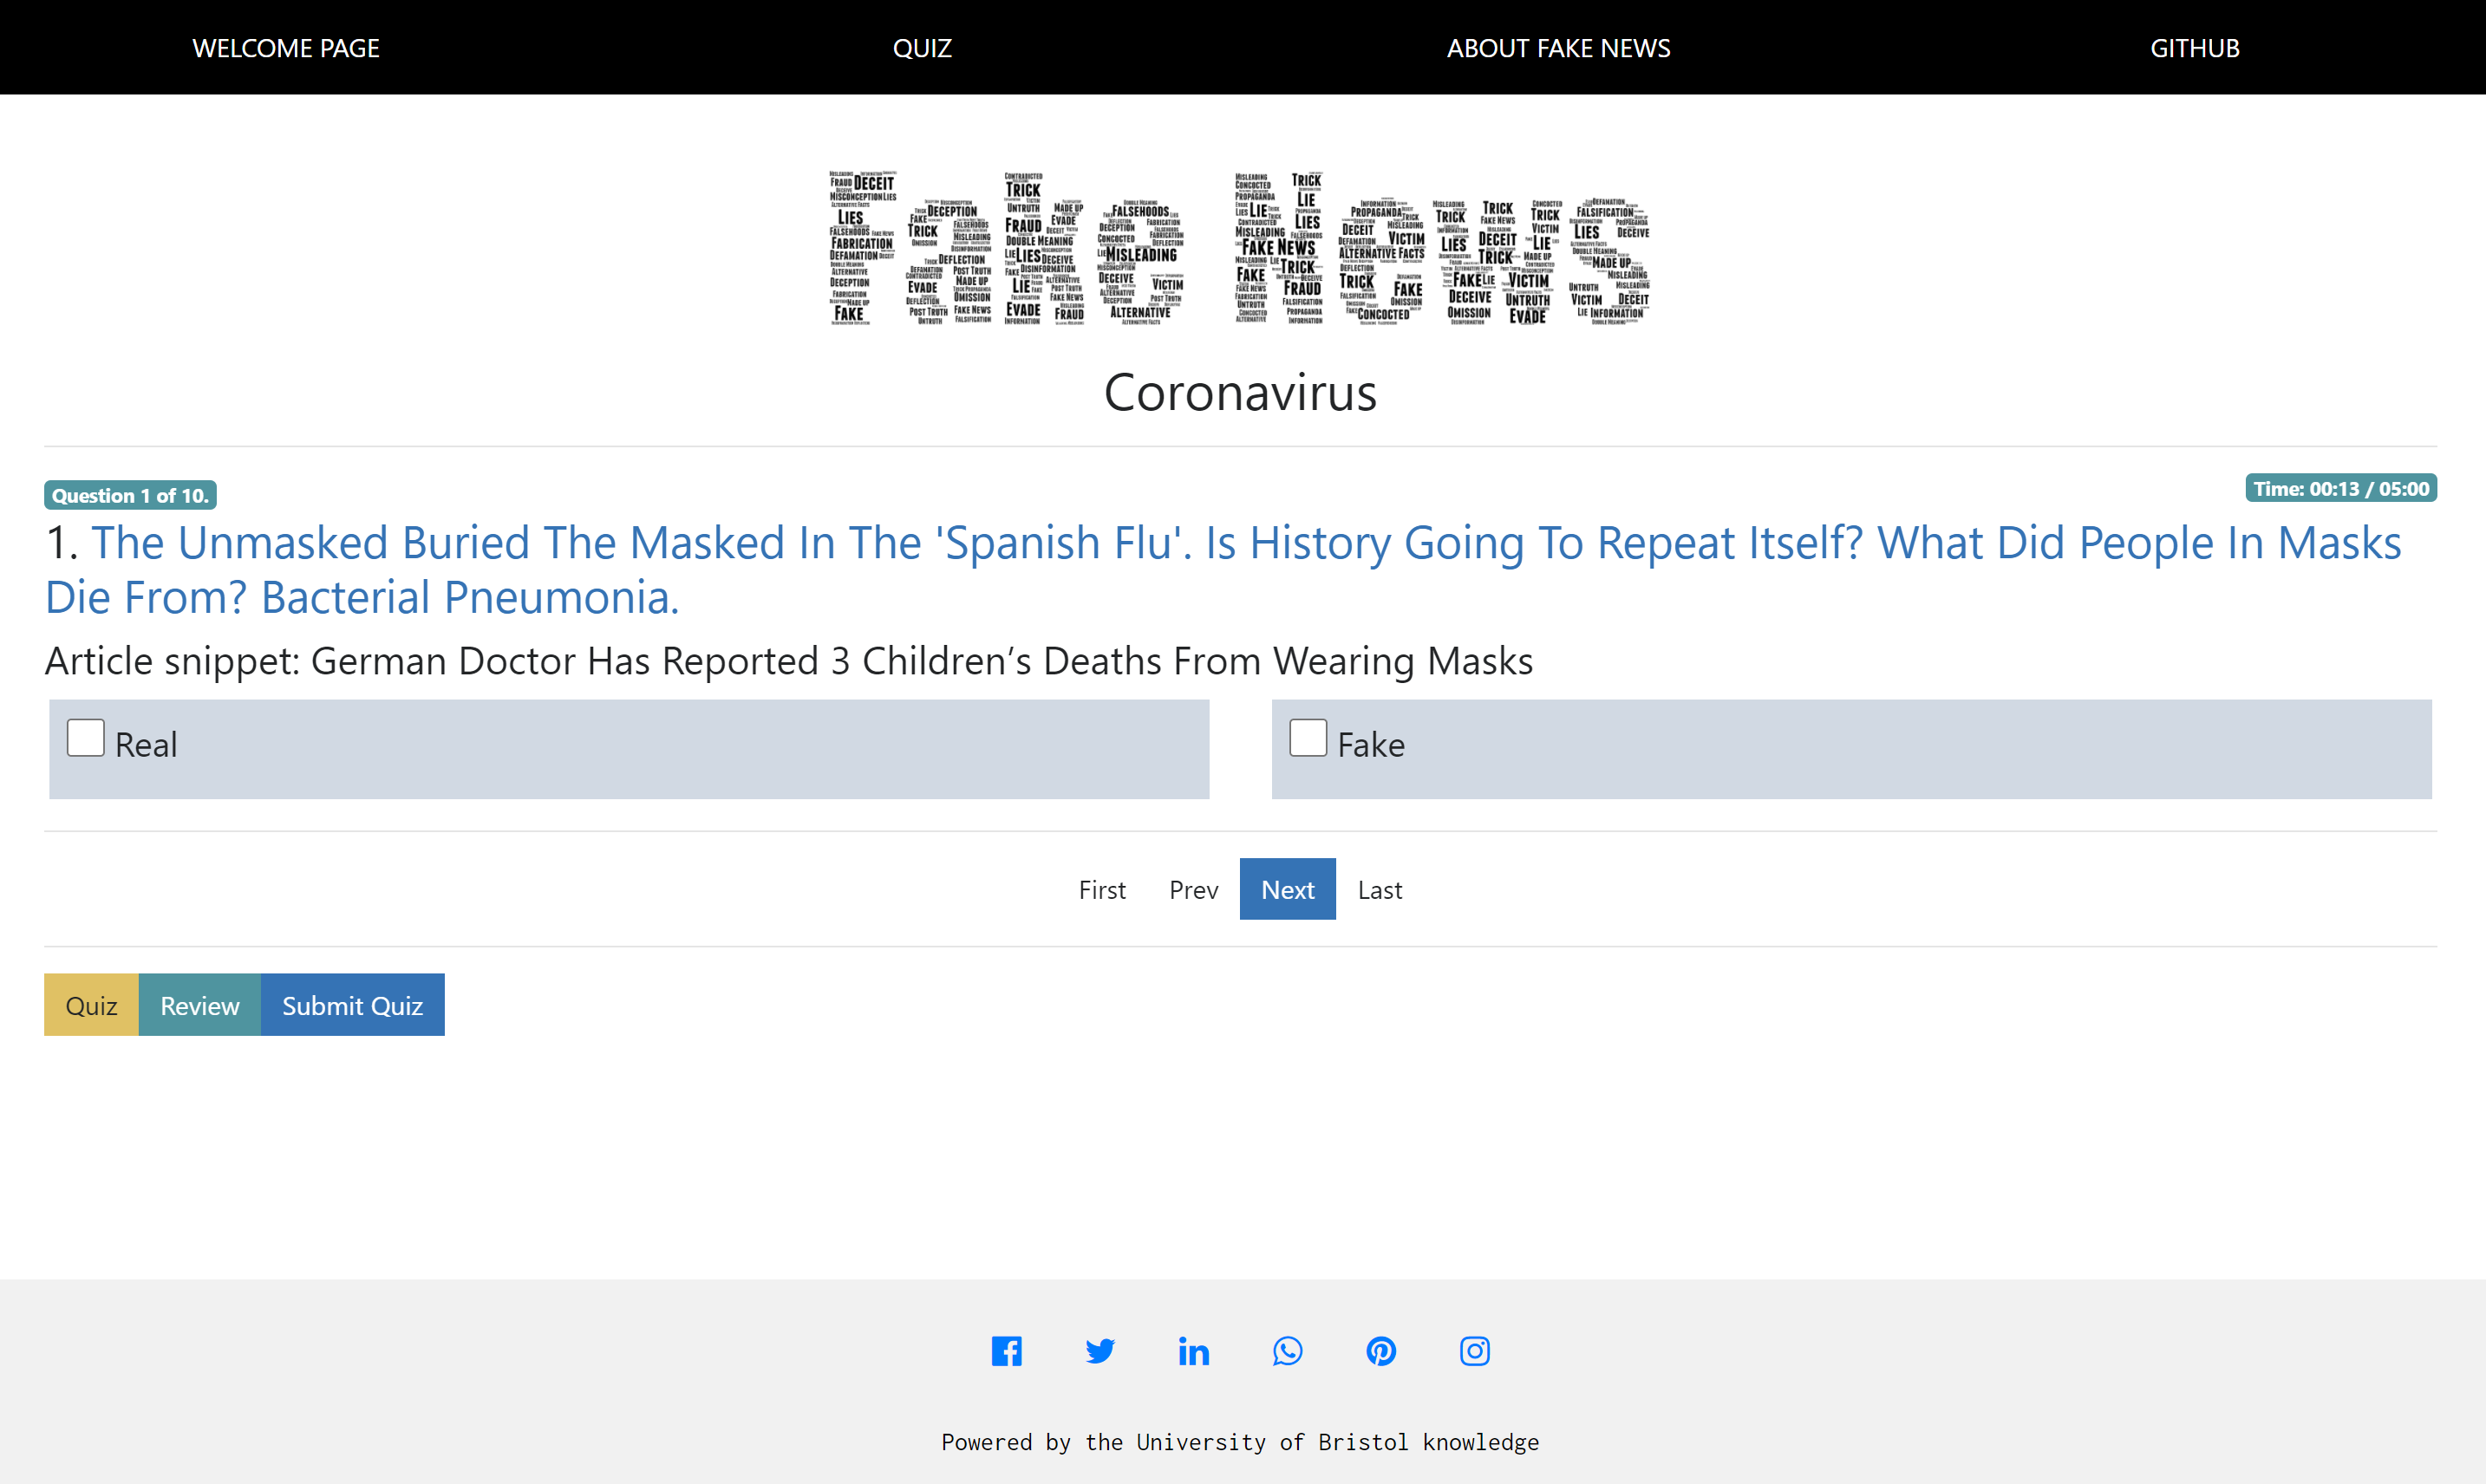 WELCOME PAGE QUIZ ABOUT FAKE NEWS GITHUB
Fake News
Coronavirus
Question 1 of 10.
Time: 00:13 / 05:00
1. The Unmasked Buried The Masked In The 'Spanish Flu'. Is History Going To Repeat Itself? What Did People In Masks
Die From? Bacterial Pneumonia.
Article snippet: German Doctor Has Reported 3 Children’s Deaths From Wearing Masks
Real
Fake
First Prev Next Last
Quiz Review Submit Quiz
Powered by the University of Bristol knowledge